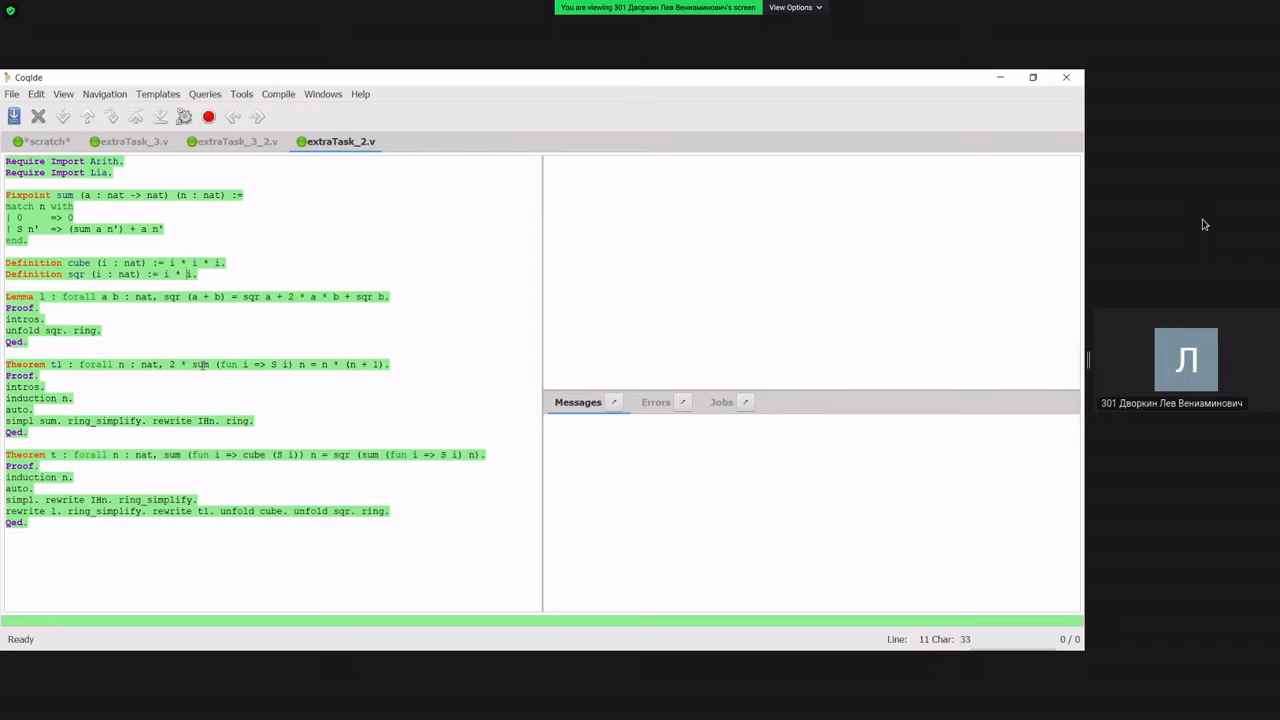 You are viewing 301 Дворкин Лев Вениаминович's screen
View Options
CoqIde
File Edit View Navigation Templates Queries Tools Compile Windows Help
*scratch* extraTask_3.v extraTask_3_2.v extraTask_2.v
Require Import Arith.
Require Import Lia.
Fixpoint sum (a : nat -> nat) (n : nat) :=
match n with
| 0 => 0
| S n' => (sum a n') + a n'
end.
Definition cube (i : nat) := i * i * i.
Definition sqr (i : nat) := i * i.
Lemma l : forall a b : nat, sqr (a + b) = sqr a + 2 * a * b + sqr b.
Proof.
intros.
unfold sqr. ring.
Qed.
Theorem t1 : forall n : nat, 2 * sum (fun i => S i) n = n * (n + 1).
Proof.
intros.
induction n.
auto.
simpl sum. ring_simplify. rewrite IHn. ring.
Qed.
Theorem t : forall n : nat, sum (fun i => cube (S i)) n = sqr (sum (fun i => S i) n).
Proof.
induction n.
auto.
simpl. rewrite IHn. ring_simplify.
rewrite l. ring_simplify. rewrite t1. unfold cube. unfold sqr. ring.
Qed.
Messages Errors Jobs
Ready
Line: 11 Char: 33 0 / 0
Л
301 Дворкин Лев Вениаминович